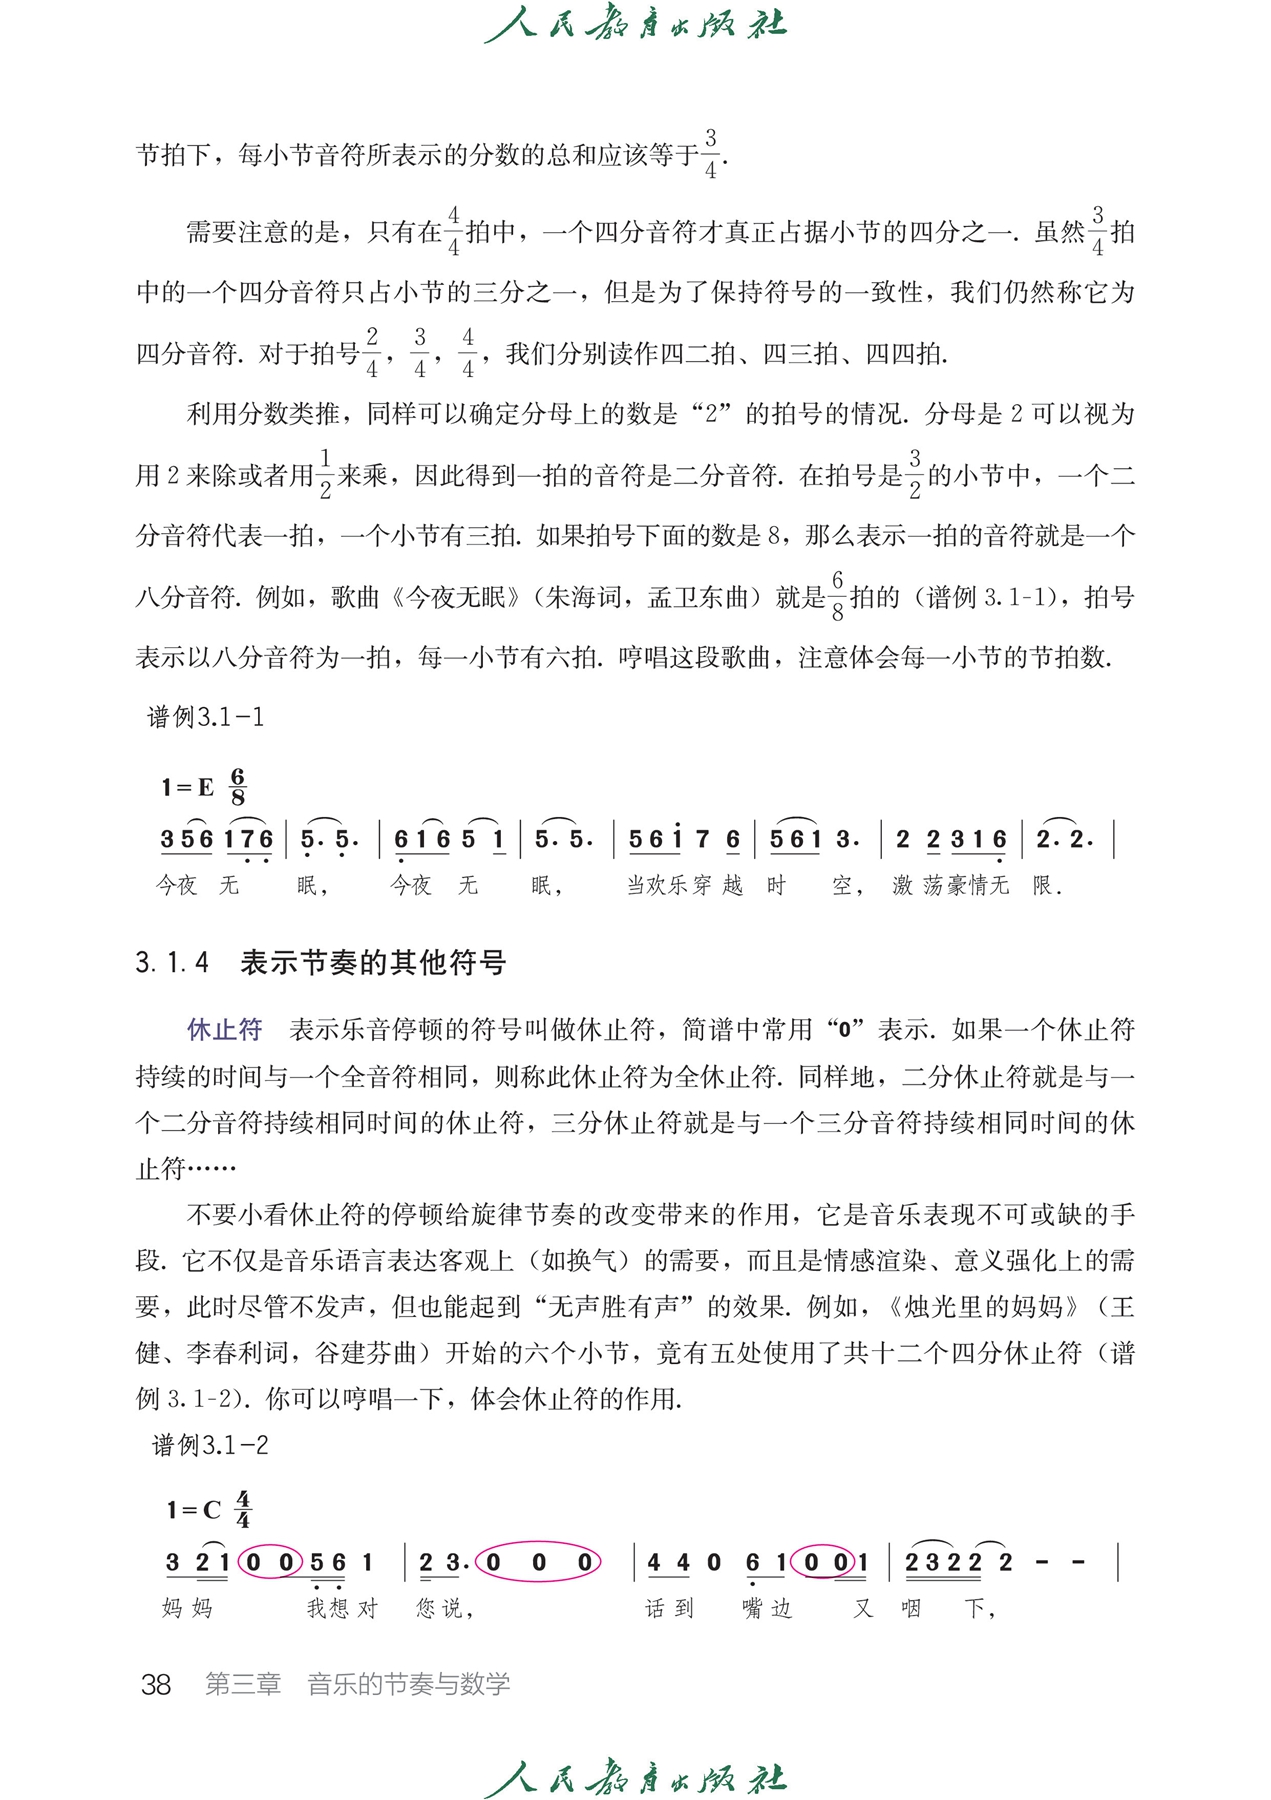 人民教育出版社
节拍下，每小节音符所表示的分数的总和应该等于3/4.
需要注意的是，只有在4/4拍中，一个四分音符才真正占据小节的四分之一. 虽然3/4拍
中的一个四分音符只占小节的三分之一，但是为了保持符号的一致性，我们仍然称它为
四分音符. 对于拍号2/4，3/4，4/4，我们分别读作四二拍、四三拍、四四拍.
利用分数类推，同样可以确定分母上的数是“2”的拍号的情况. 分母是 2 可以视为
用 2 来除或者用1/2来乘，因此得到一拍的音符是二分音符. 在拍号是3/2的小节中，一个二
分音符代表一拍，一个小节有三拍. 如果拍号下面的数是 8，那么表示一拍的音符就是一个
八分音符. 例如，歌曲《今夜无眠》（朱海词，孟卫东曲）就是6/8拍的（谱例 3.1-1），拍号
表示以八分音符为一拍，每一小节有六拍. 哼唱这段歌曲，注意体会每一小节的节拍数.
谱例3.1-1
1=E 6/8
3 5 6 1 7 6 | 5. 5. | 6 1 6 5 1 | 5. 5. | 5 6 1 7 6 | 5 6 1 3. | 2 2 3 1 6 | 2. 2. |
今夜 无 眠， 今夜 无 眠， 当欢乐穿 越 时 空， 激 荡豪情无 限.
3.1.4 表示节奏的其他符号
休止符 表示乐音停顿的符号叫做休止符，简谱中常用“0”表示. 如果一个休止符
持续的时间与一个全音符相同，则称此休止符为全休止符. 同样地，二分休止符就是与一
个二分音符持续相同时间的休止符，三分休止符就是与一个三分音符持续相同时间的休
止符……
不要小看休止符的停顿给旋律节奏的改变带来的作用，它是音乐表现不可或缺的手
段. 它不仅是音乐语言表达客观上（如换气）的需要，而且是情感渲染、意义强化上的需
要，此时尽管不发声，但也能起到“无声胜有声”的效果. 例如，《烛光里的妈妈》（王
健、李春利词，谷建芬曲）开始的六个小节，竟有五处使用了共十二个四分休止符（谱
例 3.1-2）. 你可以哼唱一下，体会休止符的作用.
谱例3.1-2
1=C 4/4
3 2 1 0 0 5 6 1 | 2 3. 0 0 0 | 4 4 0 6 1 0 0 1 | 2 3 2 2 2 - - |
妈 妈 我想 对 您 说， 话 到 嘴 边 又 咽 下，
38 第三章 音乐的节奏与数学
人民教育出版社